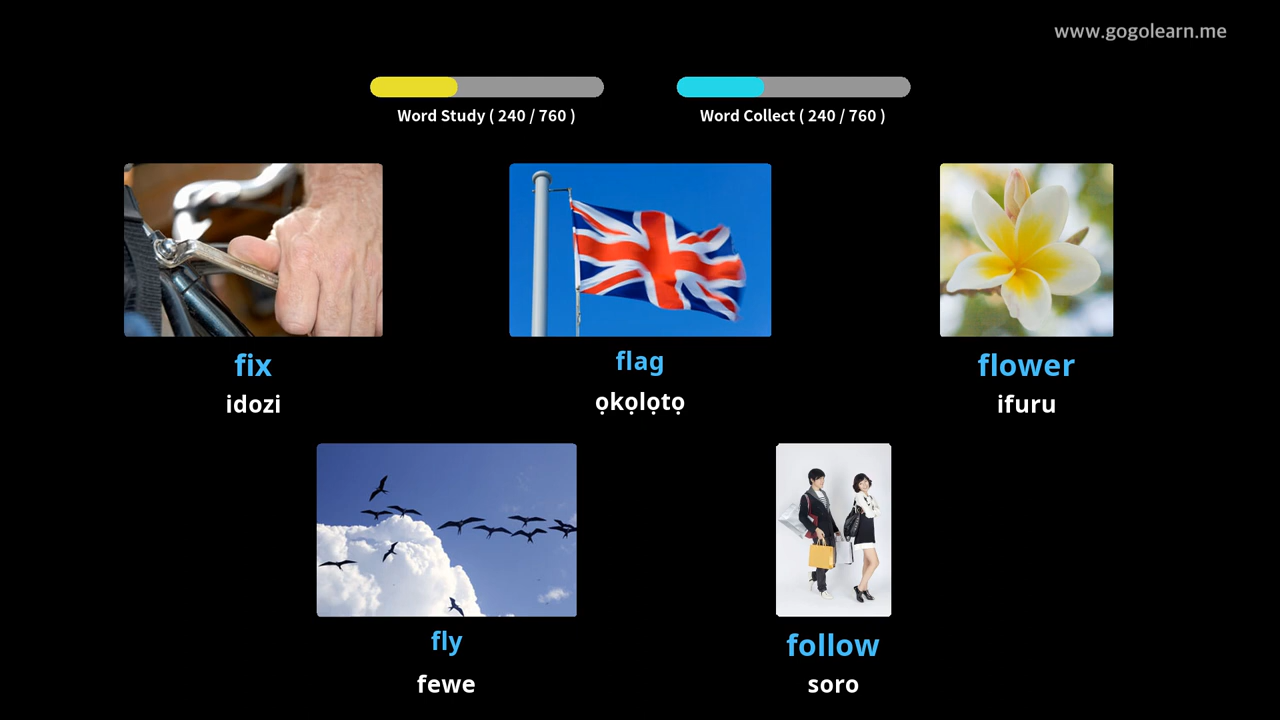 www.gogolearn.me
Word Study ( 240 / 760 )
Word Collect ( 240 / 760 )
fix
idozi
flag
ọkọlọtọ
flower
ifuru
fly
fewe
follow
soro